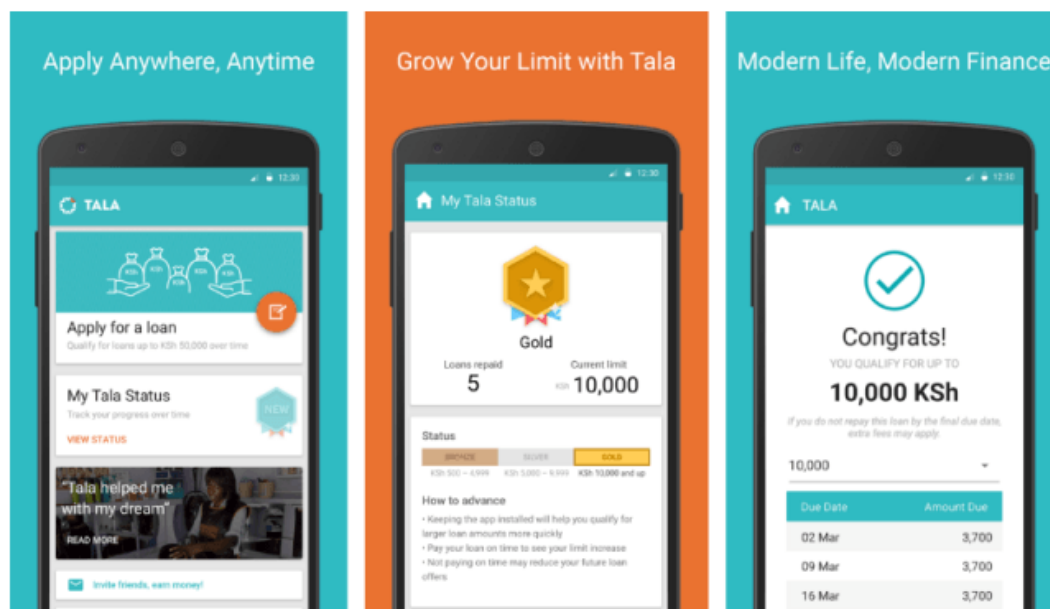 Apply Anywhere, Anytime
12:30
TALA
KSh KSh KSh KSh KSh
Apply for a loan
Qualify for loans up to KSh 50,000 over time
My Tala Status
Track your progress over time
NEW
VIEW STATUS
"Tala helped me
with my dream"
READ MORE
Invite friends, earn money!
Grow Your Limit with Tala
12:30
My Tala Status
Gold
Loans repaid
5
Current limit
KSh 10,000
Status
BRONZE SILVER GOLD
KSh 500 – 4,999 KSh 5,000 – 9,999 KSh 10,000 and up
How to advance
• Keeping the app installed will help you qualify for
larger loan amounts more quickly
• Pay your loan on time to see your limit increase
• Not paying on time may reduce your future loan
offers
Modern Life, Modern Finance
12:30
TALA
Congrats!
YOU QUALIFY FOR UP TO
10,000 KSh
If you do not repay this loan by the final due date,
extra fees may apply.
10,000
Due Date Amount Due
02 Mar 3,700
09 Mar 3,700
16 Mar 3,700